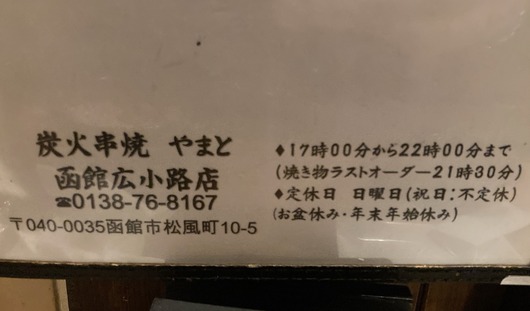 炭火串焼 やまと
函館広小路店
☎0138-76-8167
〒040-0035函館市松風町10-5
♦17時00分から22時00分まで
(焼き物ラストオーダー21時30分)
♦定休日 日曜日(祝日:不定休)
(お盆休み・年末年始休み)